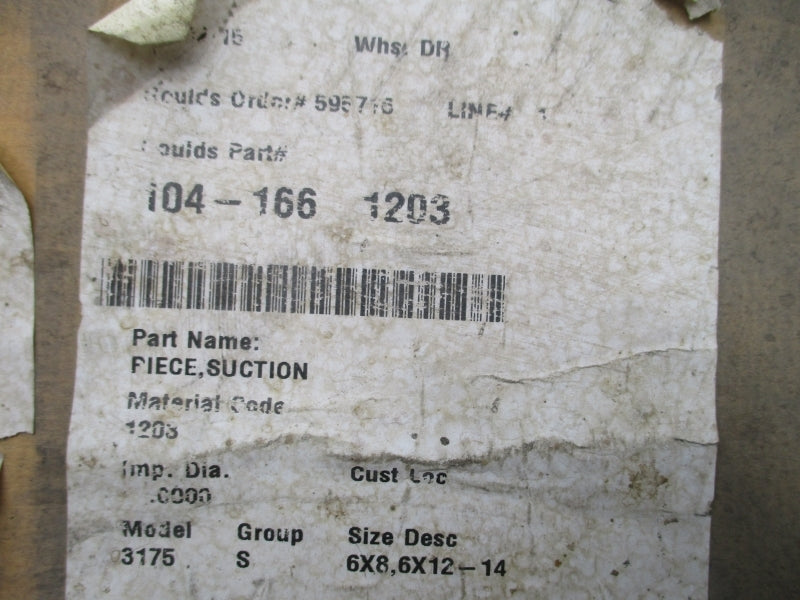 Whse DR
Goulds Order# 595716 LINE# 1
Goulds Part#
104-166 1203
Part Name:
PIECE,SUCTION
Material Code
1203
Imp. Dia.
.0000
Cust Loc
Model Group Size Desc
3175 S 6X8,6X12-14